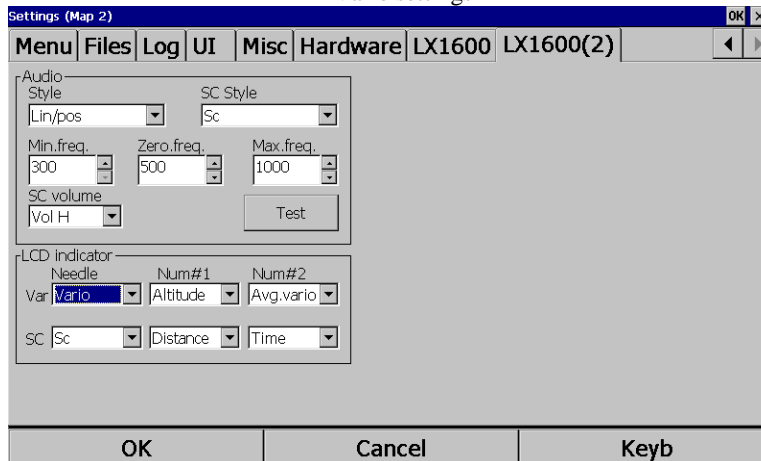 Settings (Map 2) OK ×
Menu Files Log UI Misc Hardware LX1600 LX1600(2)
Audio
Style SC Style
Lin/pos Sc
Min.freq. Zero.freq. Max.freq.
300 500 1000
SC volume
Vol H Test
LCD indicator
Needle Num#1 Num#2
Var Vario Altitude Avg.vario
SC Sc Distance Time
OK Cancel Keyb